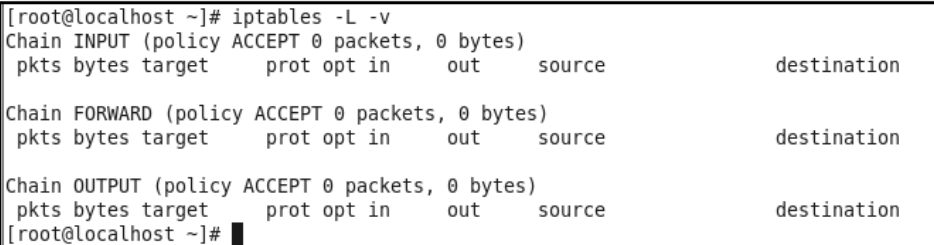 [root@localhost ~]# iptables -L -v
Chain INPUT (policy ACCEPT 0 packets, 0 bytes)
 pkts bytes target     prot opt in     out     source               destination

Chain FORWARD (policy ACCEPT 0 packets, 0 bytes)
 pkts bytes target     prot opt in     out     source               destination

Chain OUTPUT (policy ACCEPT 0 packets, 0 bytes)
 pkts bytes target     prot opt in     out     source               destination
[root@localhost ~]#